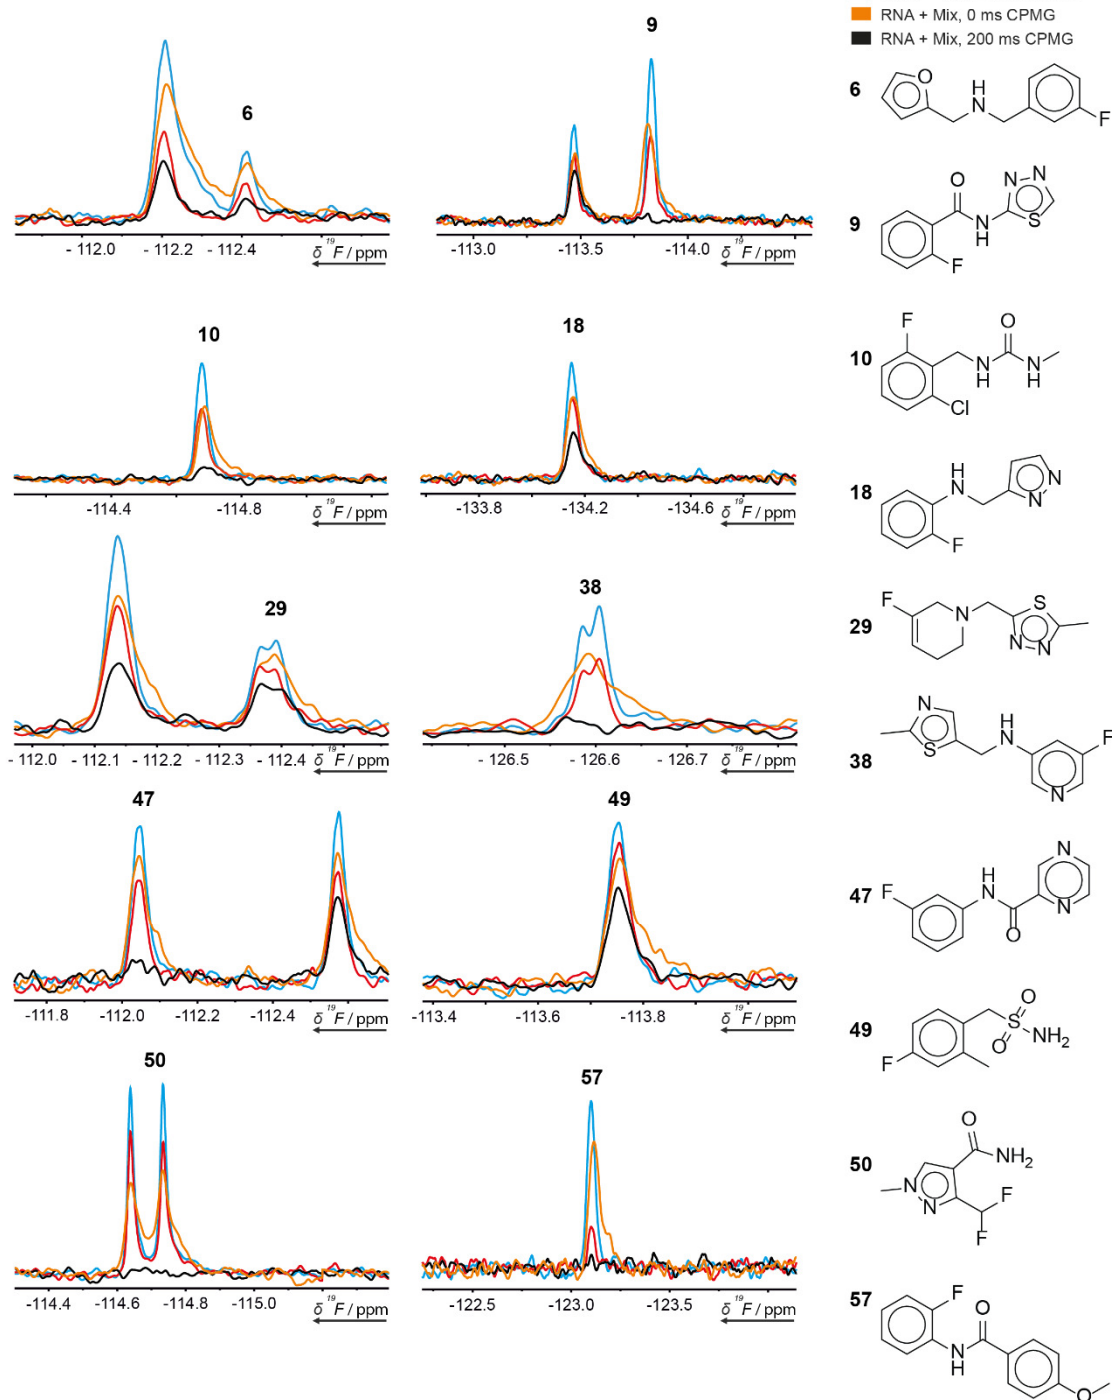 RNA + Mix, 0 ms CPMG
RNA + Mix, 200 ms CPMG
6
-112.0 -112.2 -112.4
δ 19F / ppm
9
-113.0 -113.5 -114.0
δ 19F / ppm
6
O
H
N
F
9
O
N
H
F
N
N
S
10
-114.4 -114.8
δ 19F / ppm
18
-133.8 -134.2 -134.6
δ 19F / ppm
10
F
O
N
H
N
H
Cl
18
H
N
F
N
N
29
-112.0 -112.1 -112.2 -112.3 -112.4
δ 19F / ppm
38
-126.5 -126.6 -126.7
δ 19F / ppm
29
F
N
S
N
N
38
N
S
H
N
F
N
47
-111.8 -112.0 -112.2 -112.4
δ 19F / ppm
49
-113.4 -113.6 -113.8
δ 19F / ppm
47
F
H
N
O
N
N
49
F
O
S
O
NH2
50
-114.4 -114.6 -114.8 -115.0
δ 19F / ppm
57
-122.5 -123.0 -123.5
δ 19F / ppm
50
O
NH2
N
N
F
F
57
F
O
N
H
O